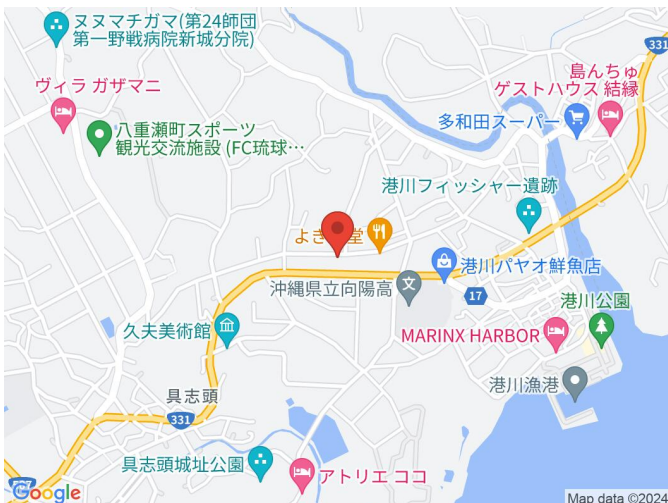 ヌヌマチガマ(第24師団
第一野戦病院新城分院)
331
島んちゅ
ゲストハウス 結縁
ヴィラ ガザマニ
多和田スーパー
八重瀬町スポーツ
観光交流施設 (FC琉球…
港川フィッシャー遺跡
よき
堂
港川パヤオ鮮魚店
沖縄県立向陽高
17
港川公園
久夫美術館
MARINX HARBOR
具志頭
港川漁港
331
具志頭城址公園
アトリエ ココ
Google
Map data ©2024